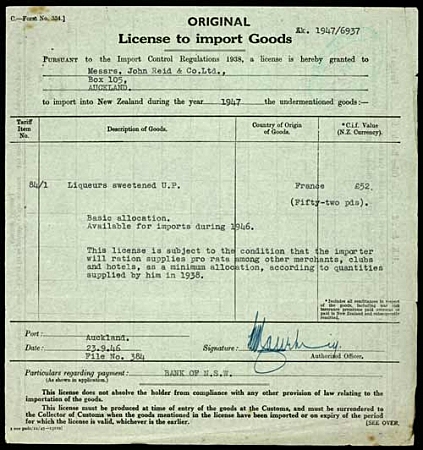 C.—Form No. 334.]
ORIGINAL
License to import Goods
Ak. 1947/6937
PURSUANT to the Import Control Regulations 1938, a license is hereby granted to
Messrs, John Reid & Co.Ltd.,
Box 105,
AUCKLAND.
to import into New Zealand during the year 1947 the undermentioned goods:—
Tariff Item No.
Description of Goods.
Country of Origin of Goods.
*C.i.f. Value (N.Z. Currency).
84/1 Liqueurs sweetened U.P. France £52.
(Fifty-two pds).
Basic allocation.
Available for imports during 1946.
This license is subject to the condition that the importer
will ration supplies pro rata among other merchants, clubs
and hotels, as a minimum allocation, according to quantities
supplied by him in 1938.
*Includes all remittances in respect
Port: Auckland.
Date: 23.9.46
File No. 384
Signature:
Authorized Officer.
Particulars regarding payment: BANK OF N.S.W.
(As shown in application).
This license does not absolve the holder from compliance with any other provision of law relating to the
importation of the goods.
This license must be produced at time of entry of the goods at the Customs, and must be surrendered to the
Collector of Customs when the goods mentioned in the license have been imported or on expiry of the period
for which the license is valid, whichever is the earlier.
[SEE OVER.